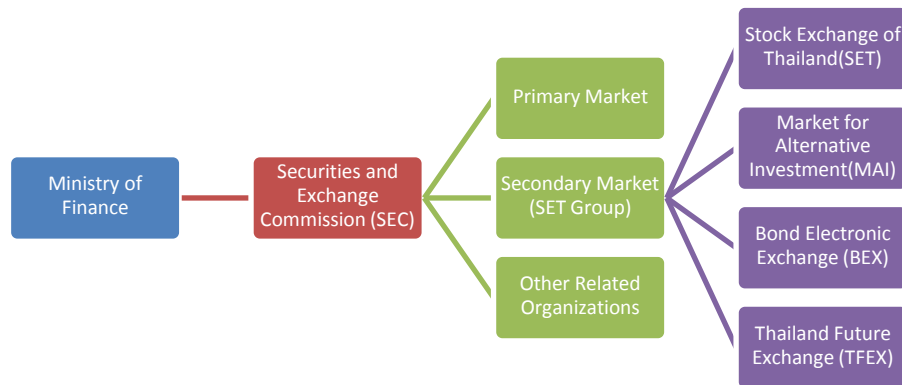 Ministry of
Finance
Securities and
Exchange
Commission (SEC)
Primary Market
Secondary Market
(SET Group)
Other Related
Organizations
Stock Exchange of
Thailand(SET)
Market for
Alternative
Investment(MAI)
Bond Electronic
Exchange (BEX)
Thailand Future
Exchange (TFEX)